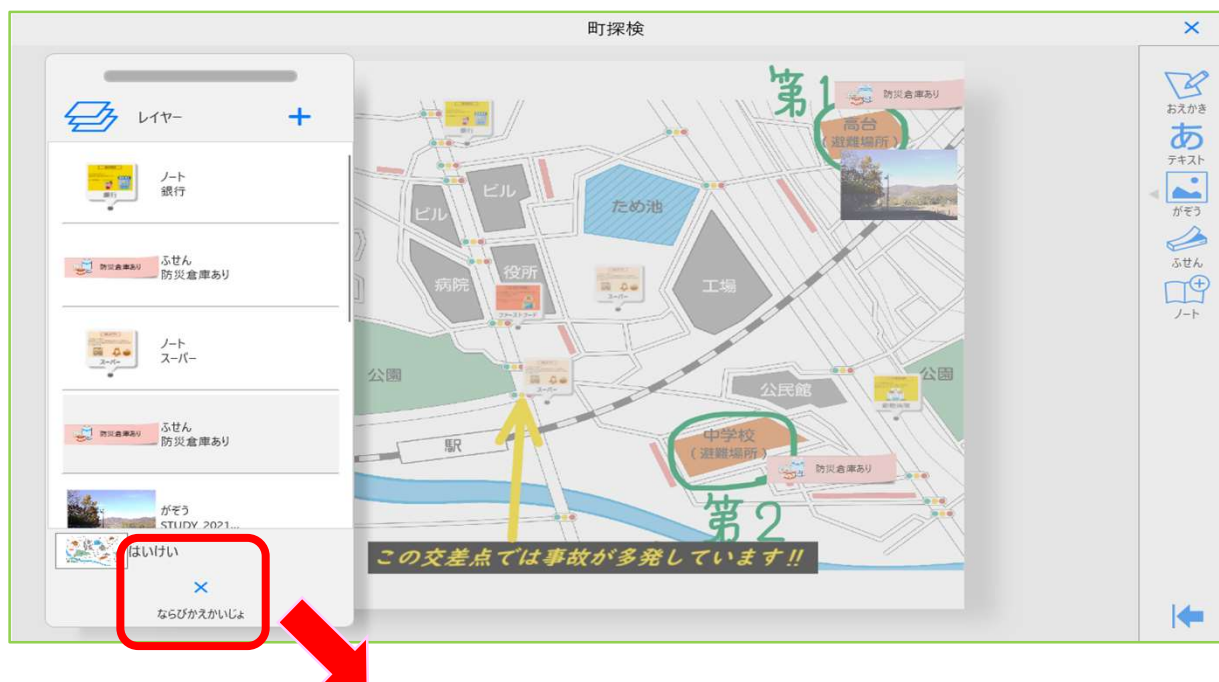 町探検
レイヤー
ノート
銀行
防災倉庫あり
ふせん
防災倉庫あり
ノート
スーパー
防災倉庫あり
ふせん
防災倉庫あり
がぞう
STUDY_2021...
はいけい
ならびかえかいじょ
第1
防災倉庫あり
高台
(避難場所)
銀行
ビル
ビル
ため池
病院
役所
工場
ファーストフード
スーパー
スーパー
公園
公民館
公園
駅
中学校
(避難場所)
防災倉庫あり
第2
この交差点では事故が多発しています!!
おえかき
あ
テキスト
がぞう
ふせん
ノート